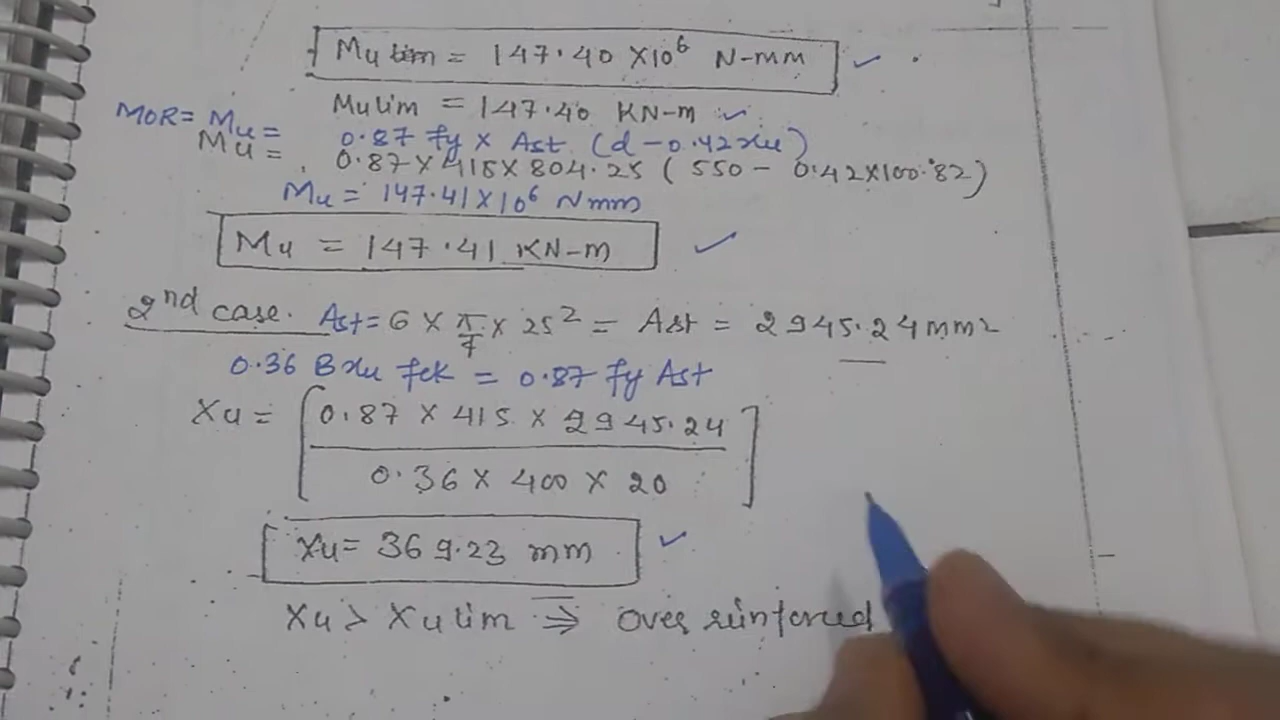 Mu lim = 147.40 X10⁶ N-mm
Mulim = 147.40 KN-m
MOR = Mu = 0.87 fy x Ast (d-0.42xu)
Mu = 0.87 X 415 X 804.25 ( 550 - 0.42X100.82)
Mu = 147.41 X 10⁶ Nmm
Mu = 147.41 KN-m
2nd case. Ast = 6 X π/4 X 25² = Ast = 2945.24 mm²
0.36 B xu fck = 0.87 fy Ast
Xu = [0.87 X 415 X 2945.24
0.36 X 400 X 20]
Xu = 369.23 mm
Xu > Xu lim ⇒ over reinforced